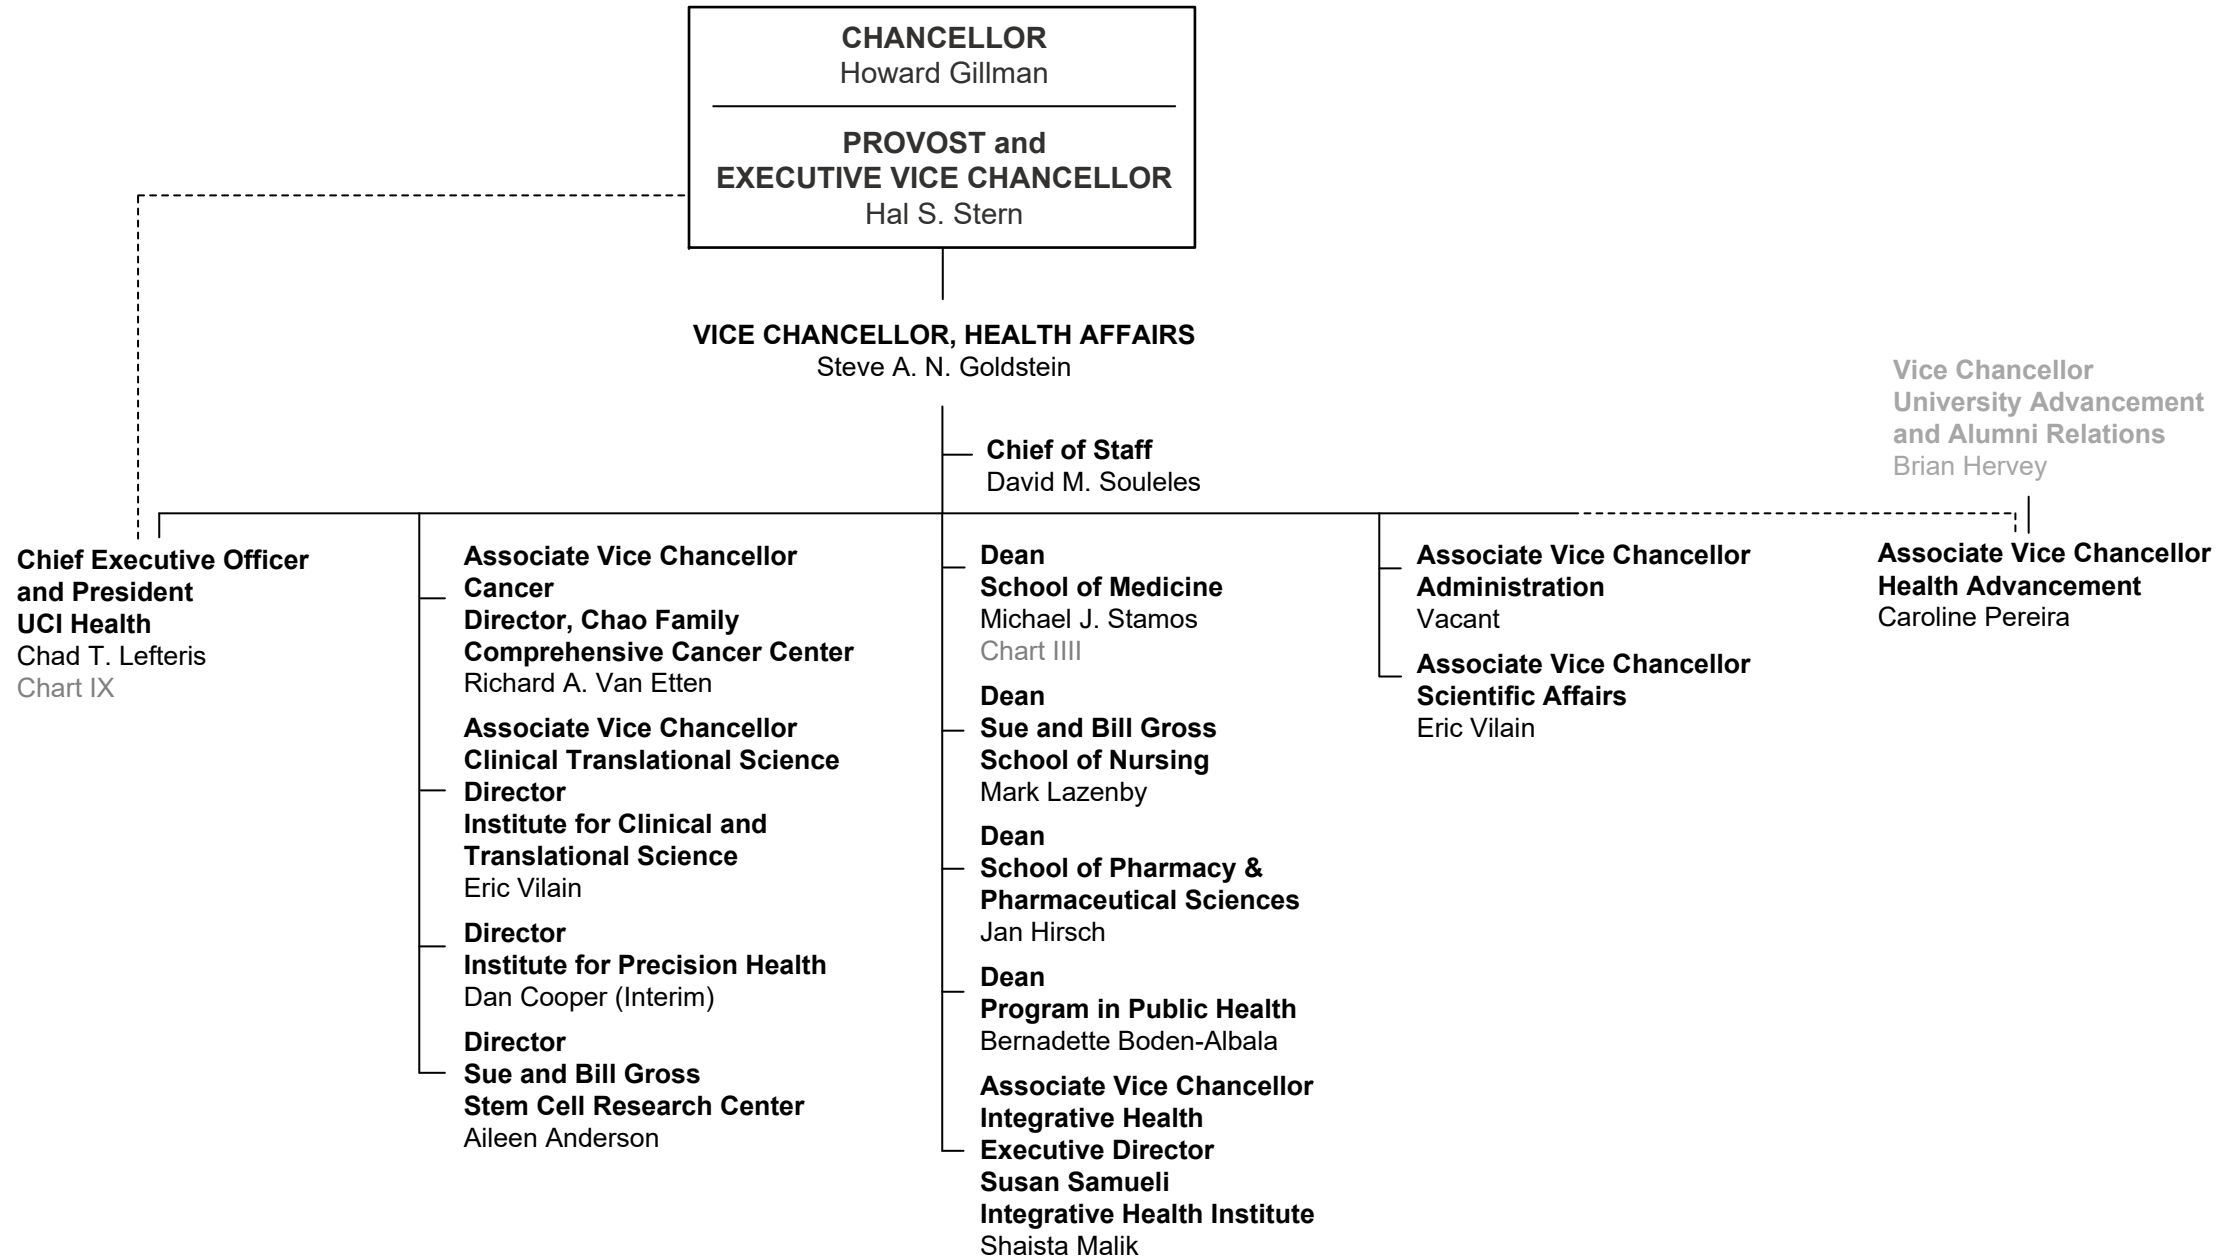 CHANCELLOR
Howard Gillman
PROVOST and
EXECUTIVE VICE CHANCELLOR
Hal S. Stern
VICE CHANCELLOR, HEALTH AFFAIRS
Steve A. N. Goldstein
Vice Chancellor
University Advancement
and Alumni Relations
Brian Hervey
Chief of Staff
David M. Souleles
Chief Executive Officer
and President
UCI Health
Chad T. Lefteris
Chart IX
Associate Vice Chancellor
Cancer
Director, Chao Family
Comprehensive Cancer Center
Richard A. Van Etten
Associate Vice Chancellor
Clinical Translational Science
Director
Institute for Clinical and
Translational Science
Eric Vilain
Director
Institute for Precision Health
Dan Cooper (Interim)
Director
Sue and Bill Gross
Stem Cell Research Center
Aileen Anderson
Dean
School of Medicine
Michael J. Stamos
Chart IIII
Dean
Sue and Bill Gross
School of Nursing
Mark Lazenby
Dean
School of Pharmacy &
Pharmaceutical Sciences
Jan Hirsch
Dean
Program in Public Health
Bernadette Boden-Albala
Associate Vice Chancellor
Integrative Health
Executive Director
Susan Samueli
Integrative Health Institute
Shaista Malik
Associate Vice Chancellor
Administration
Vacant
Associate Vice Chancellor
Scientific Affairs
Eric Vilain
Associate Vice Chancellor
Health Advancement
Caroline Pereira